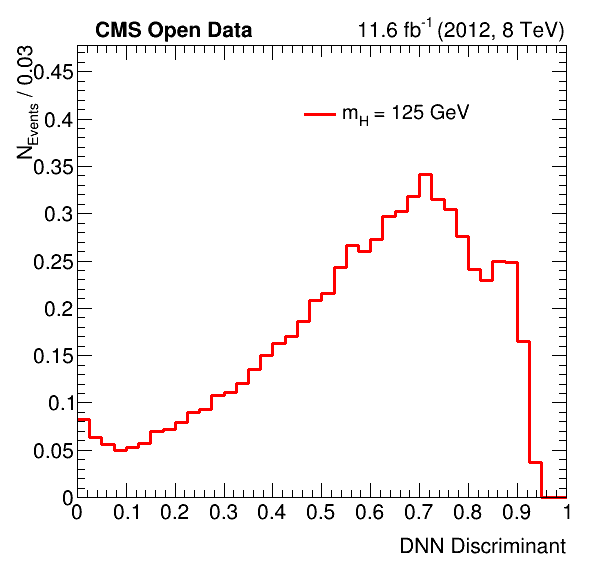 CMS Open Data 11.6 fb⁻¹ (2012, 8 TeV)
N_Events / 0.03
m_H = 125 GeV
0.45
0.4
0.35
0.3
0.25
0.2
0.15
0.1
0.05
0
0 0.1 0.2 0.3 0.4 0.5 0.6 0.7 0.8 0.9 1
DNN Discriminant